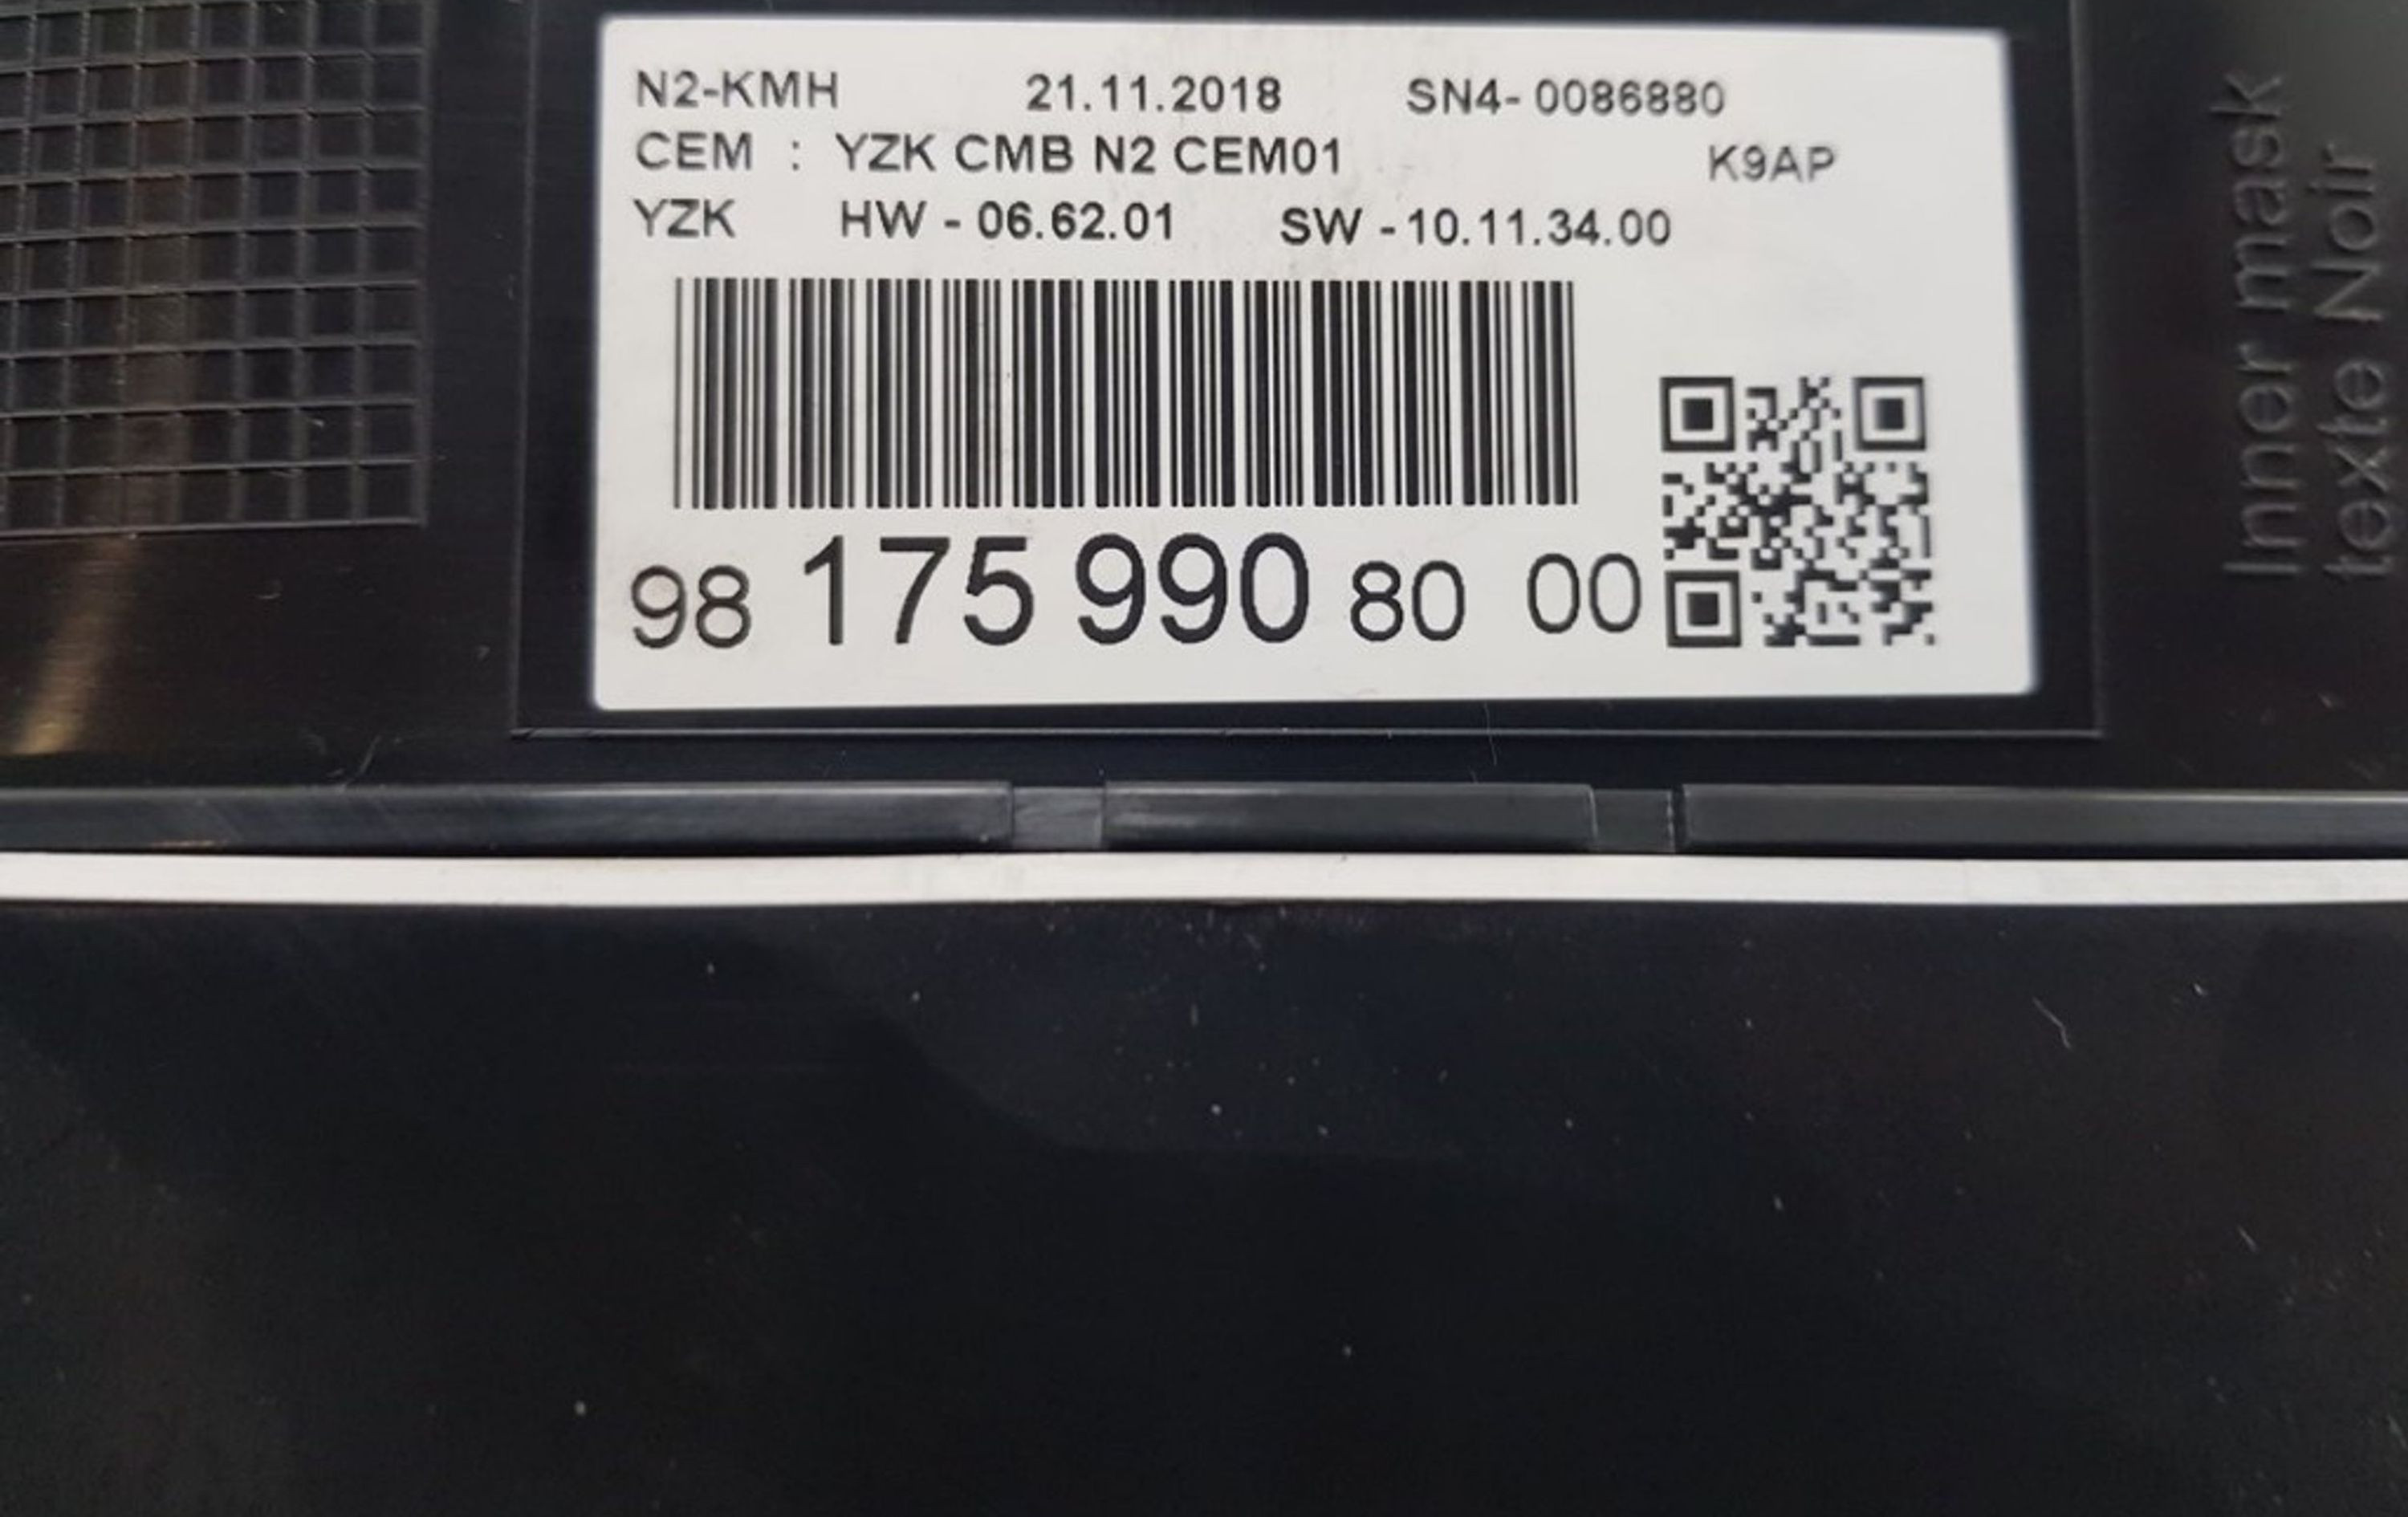 N2-KMH 21.11.2018 SN4- 0086880
CEM : YZK CMB N2 CEM01 K9AP
YZK HW - 06.62.01 SW - 10.11.34.00
98 175 990 80 00
Inner mask
texte Noir